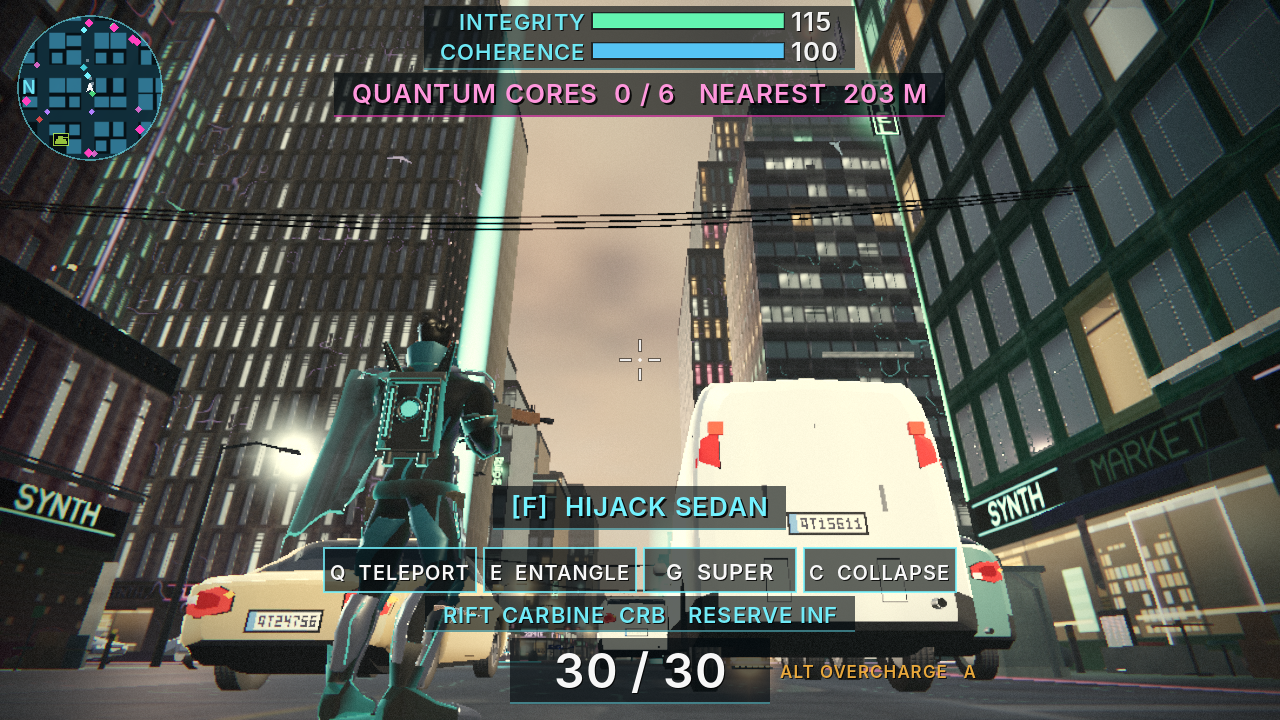 INTEGRITY 115
COHERENCE 100
QUANTUM CORES 0 / 6 NEAREST 203 M
N
E
MARKET
SYNTH
SYNTH
[F] HIJACK SEDAN
QT15611
Q TELEPORT
E ENTANGLE
G SUPER
C COLLAPSE
QT24756
RIFT CARBINE CRB RESERVE INF
30 / 30
ALT OVERCHARGE A